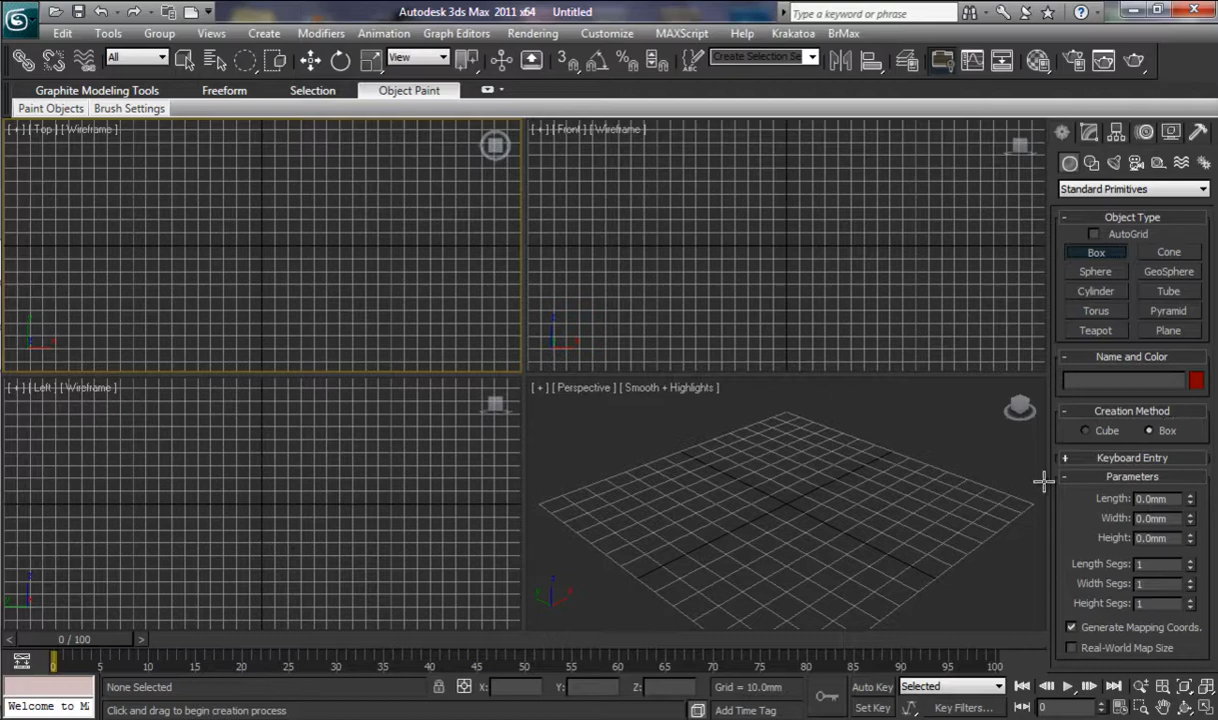 Autodesk 3ds Max 2011 x64 Untitled
Type a keyword or phrase
Edit Tools Group Views Create Modifiers Animation Graph Editors Rendering Customize MAXScript Help Krakatoa BrMax
All View 3 Create Selection Se
Graphite Modeling Tools Freeform Selection Object Paint
Paint Objects Brush Settings
[ + ] [ Top ] [ Wireframe ]
[ + ] [ Front ] [ Wireframe ]
[ + ] [ Left ] [ Wireframe ]
[ + ] [ Perspective ] [ Smooth + Highlights ]
Standard Primitives
Object Type
AutoGrid
Box Cone
Sphere GeoSphere
Cylinder Tube
Torus Pyramid
Teapot Plane
Name and Color
Creation Method
Cube Box
Keyboard Entry
Parameters
Length: 0.0mm
Width: 0.0mm
Height: 0.0mm
Length Segs: 1
Width Segs: 1
Height Segs: 1
Generate Mapping Coords.
Real-World Map Size
< 0 / 100 >
0 5 10 15 20 25 30 35 40 45 50 55 60 65 70 75 80 85 90 95 100
None Selected X: Y: Z: Grid = 10.0mm Auto Key Selected
Welcome to M Click and drag to begin creation process Add Time Tag Set Key Key Filters... 0